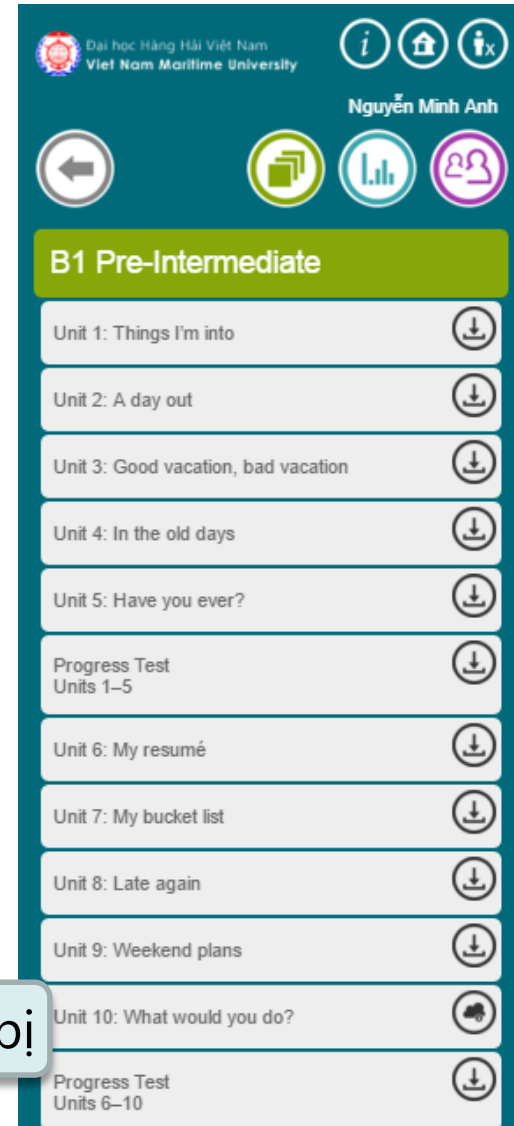 Đại học Hàng Hải Việt Nam
Viet Nam Maritime University
Nguyễn Minh Anh
B1 Pre-Intermediate
Unit 1: Things I'm into
Unit 2: A day out
Unit 3: Good vacation, bad vacation
Unit 4: In the old days
Unit 5: Have you ever?
Progress Test
Units 1–5
Unit 6: My resumé
Unit 7: My bucket list
Unit 8: Late again
Unit 9: Weekend plans
bị
Unit 10: What would you do?
Progress Test
Units 6–10